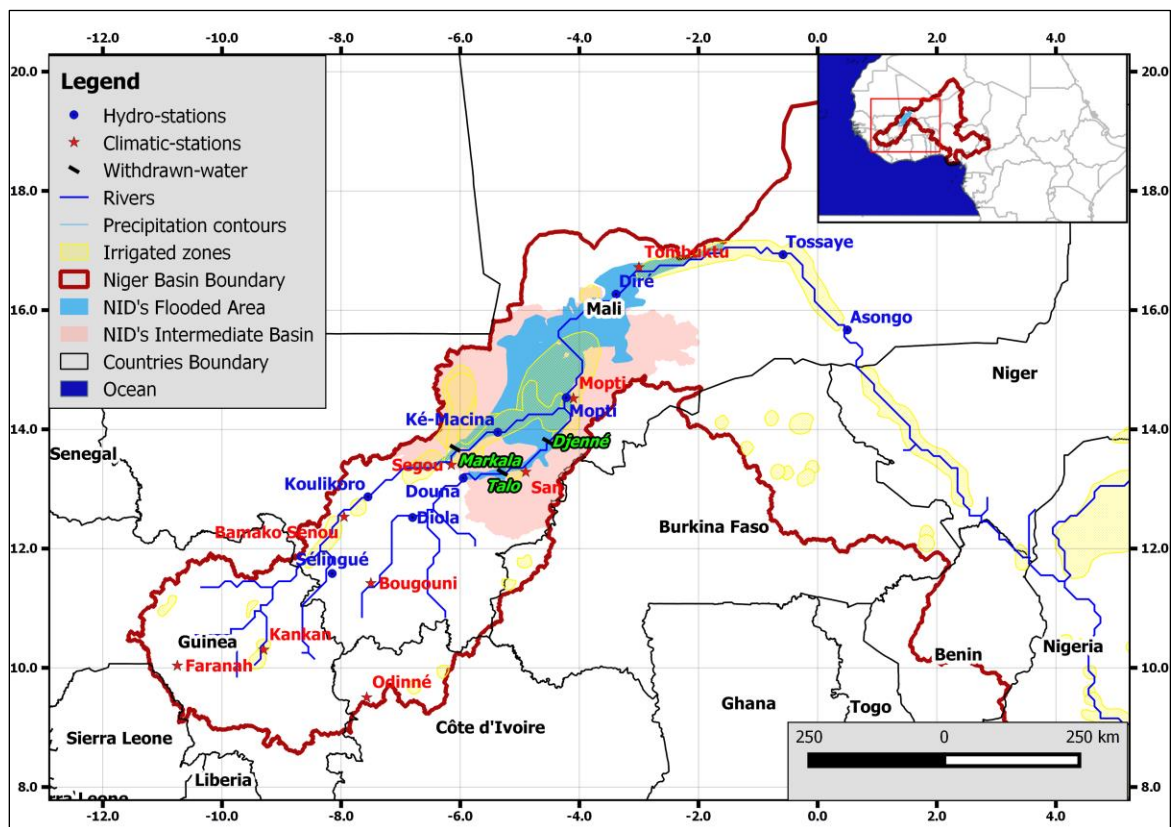 -12.0 -10.0 -8.0 -6.0 -4.0 -2.0 0.0 2.0 4.0
20.0 20.0
Legend
Hydro-stations
Climatic-stations
Withdrawn-water
Rivers
Precipitation contours
Irrigated zones
Niger Basin Boundary
NID's Flooded Area
NID's Intermediate Basin
Countries Boundary
Ocean
18.0 18.0
Tombuktu
Tossaye
Diré
Mali
16.0 16.0
Asongo
Niger
Mopti
Mopti
Ké-Macina
14.0 14.0
Djenné
Senegal
Markala
Segou
San
Talo
Koulikoro
Douna
Diola
Burkina Faso
Bamako Senou
12.0 12.0
Sélingué
Bougouni
Guinea
Kankan
Faranah
10.0 10.0
Benin
Nigeria
Odinné
Ghana
Togo
Côte d'Ivoire
Sierra Leone
Liberia
250 0 250 km
8.0 8.0
-12.0 -10.0 -8.0 -6.0 -4.0 -2.0 0.0 2.0 4.0